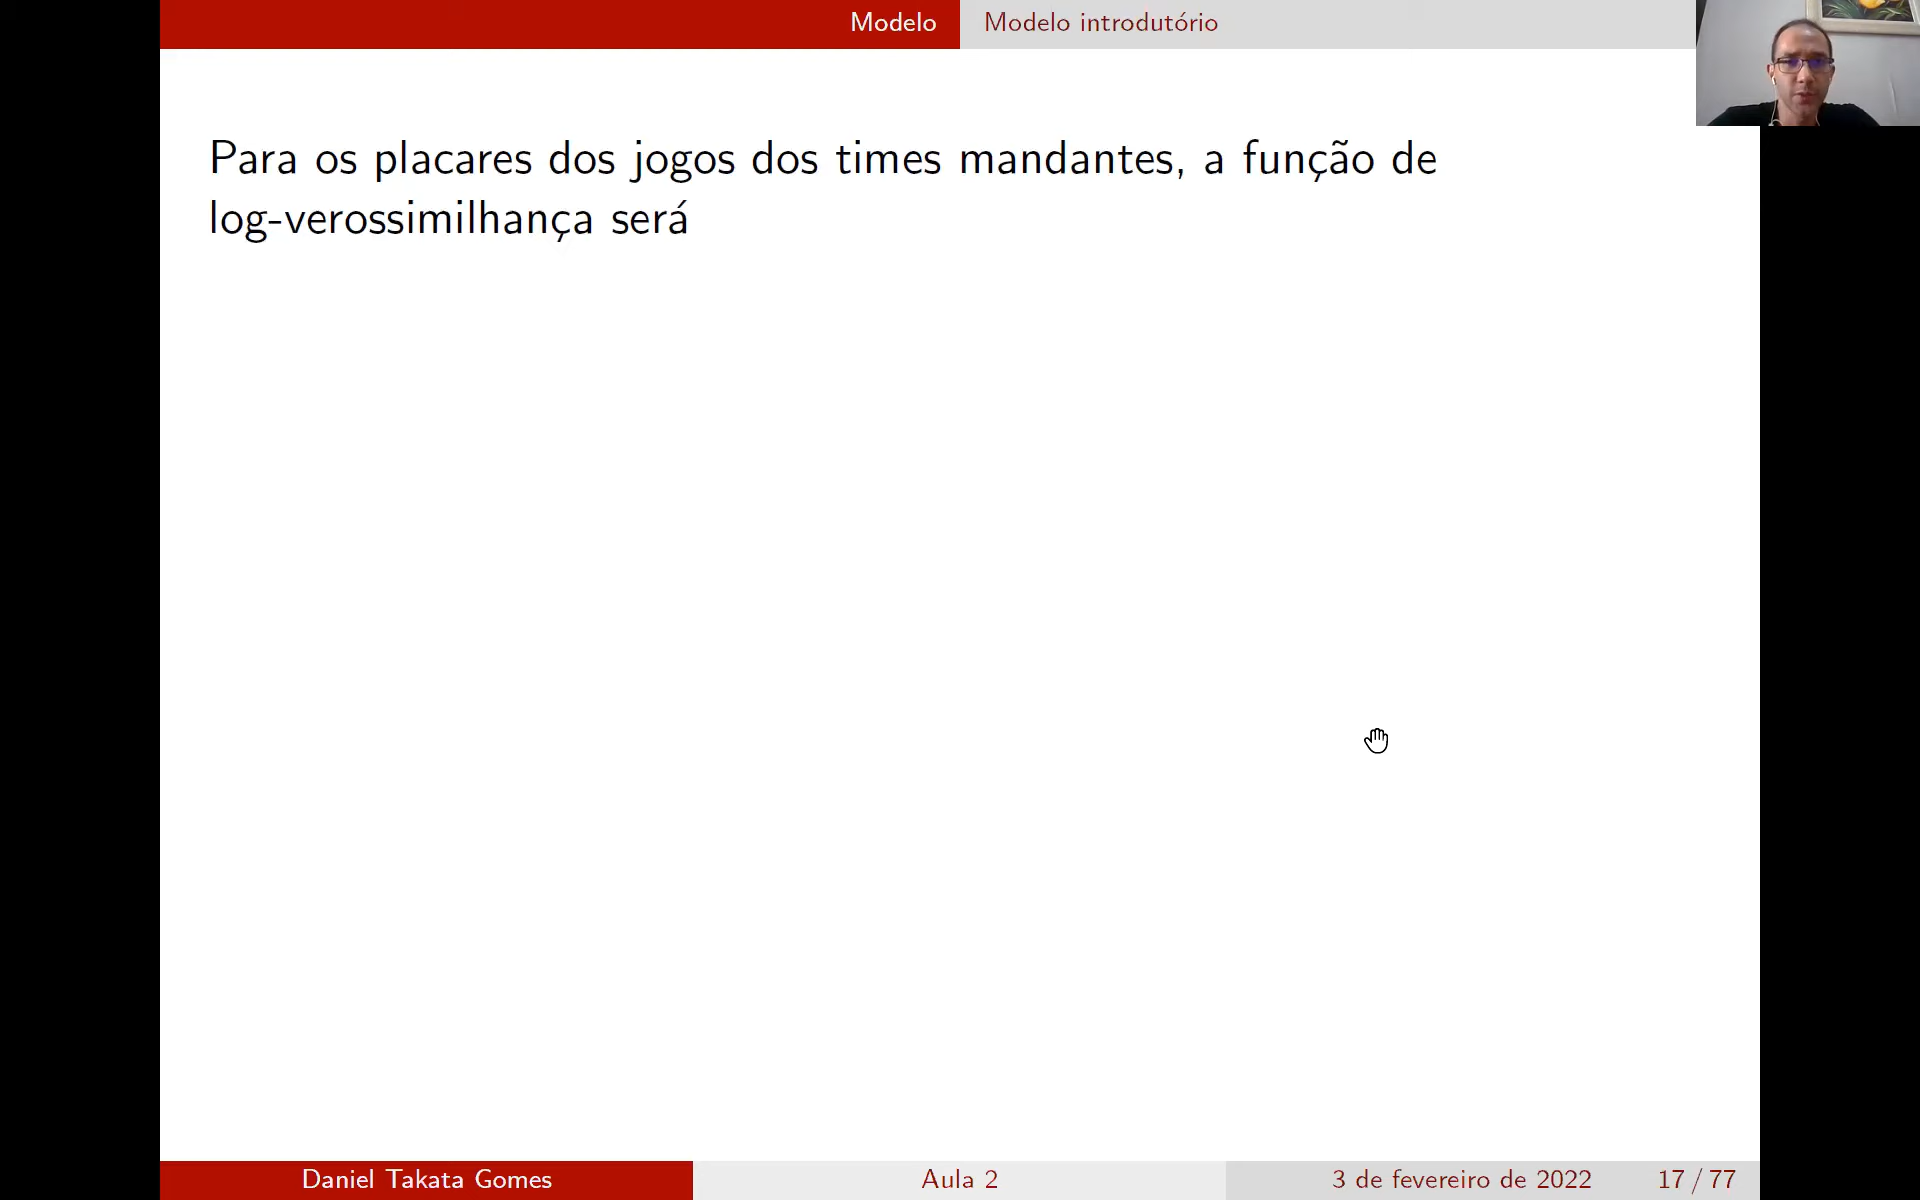 Modelo Modelo introdutório
Para os placares dos jogos dos times mandantes, a função de
log-verossimilhança será
Daniel Takata Gomes Aula 2 3 de fevereiro de 2022 17 / 77